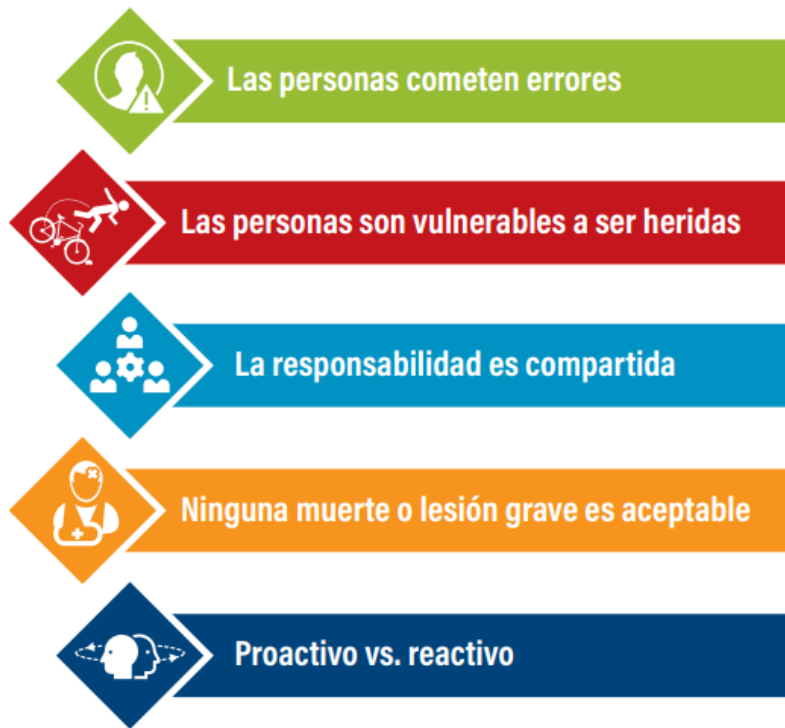 Las personas cometen errores
Las personas son vulnerables a ser heridas
La responsabilidad es compartida
Ninguna muerte o lesión grave es aceptable
Proactivo vs. reactivo